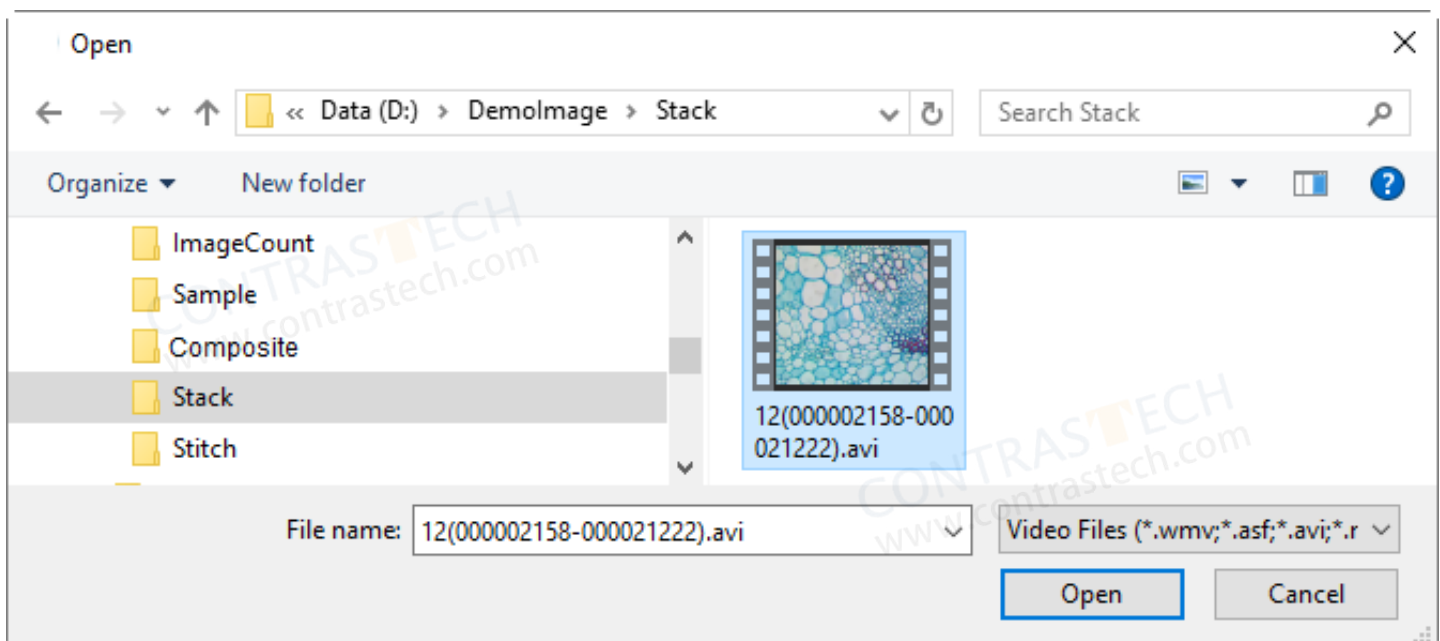 Open
« Data (D:) › DemoImage › Stack
Search Stack
Organize
New folder
ImageCount
Sample
Composite
Stack
Stitch
12(000002158-000
021222).avi
CONTRASTECH
www.contrastech.com
CONTRASTECH
www.contrastech.com
File name:
12(000002158-000021222).avi
Video Files (*.wmv;*.asf;*.avi;*.r
Open
Cancel